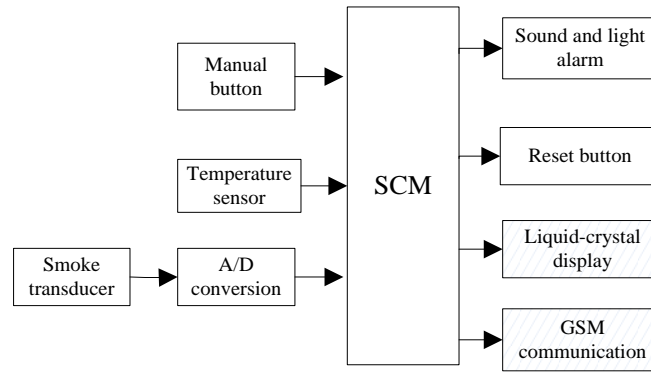 Manual
button
Temperature
sensor
Smoke
transducer
A/D
conversion
SCM
Sound and light
alarm
Reset button
Liquid-crystal
display
GSM
communication